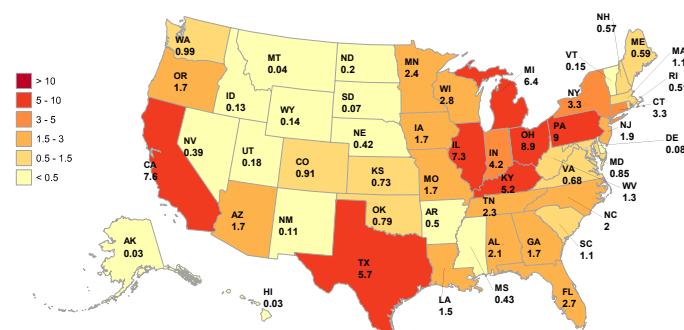 > 10
5 - 10
3 - 5
1.5 - 3
0.5 - 1.5
< 0.5
WA
0.99
OR
1.7
CA
7.6
NV
0.39
ID
0.13
MT
0.04
WY
0.14
UT
0.18
AZ
1.7
CO
0.91
NM
0.11
ND
0.2
SD
0.07
NE
0.42
KS
0.73
OK
0.79
TX
5.7
MN
2.4
IA
1.7
MO
1.7
AR
0.5
LA
1.5
WI
2.8
IL
7.3
MI
6.4
IN
4.2
OH
8.9
KY
5.2
TN
2.3
MS
0.43
AL
2.1
GA
1.7
FL
2.7
SC
1.1
NC
2
VA
0.68
WV
1.3
MD
0.85
DE
0.08
PA
9
NJ
1.9
NY
3.3
CT
3.3
RI
MA
1.1
VT
0.15
NH
0.57
ME
0.59
AK
0.03
HI
0.03